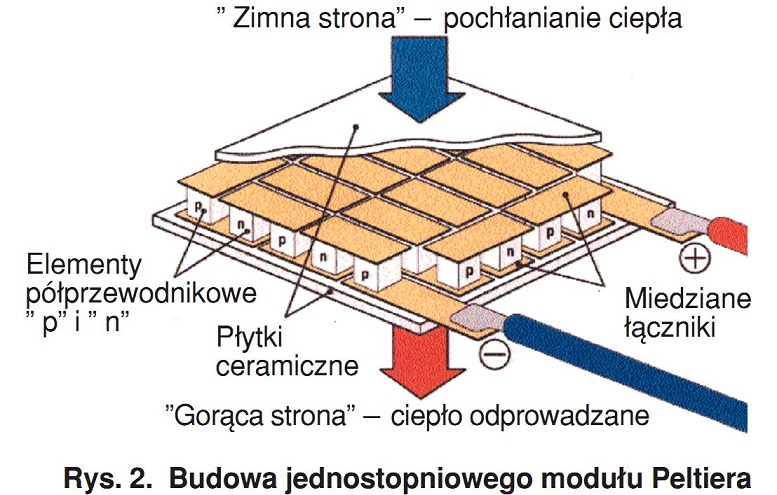 ” Zimna strona” – pochłanianie ciepła
p
n
p
n
p
p
n
p
n
+
Elementy
półprzewodnikowe
” p” i ” n”
Płytki
ceramiczne
Miedziane
łączniki
–
”Gorąca strona” – ciepło odprowadzane
Rys. 2. Budowa jednostopniowego modułu Peltiera